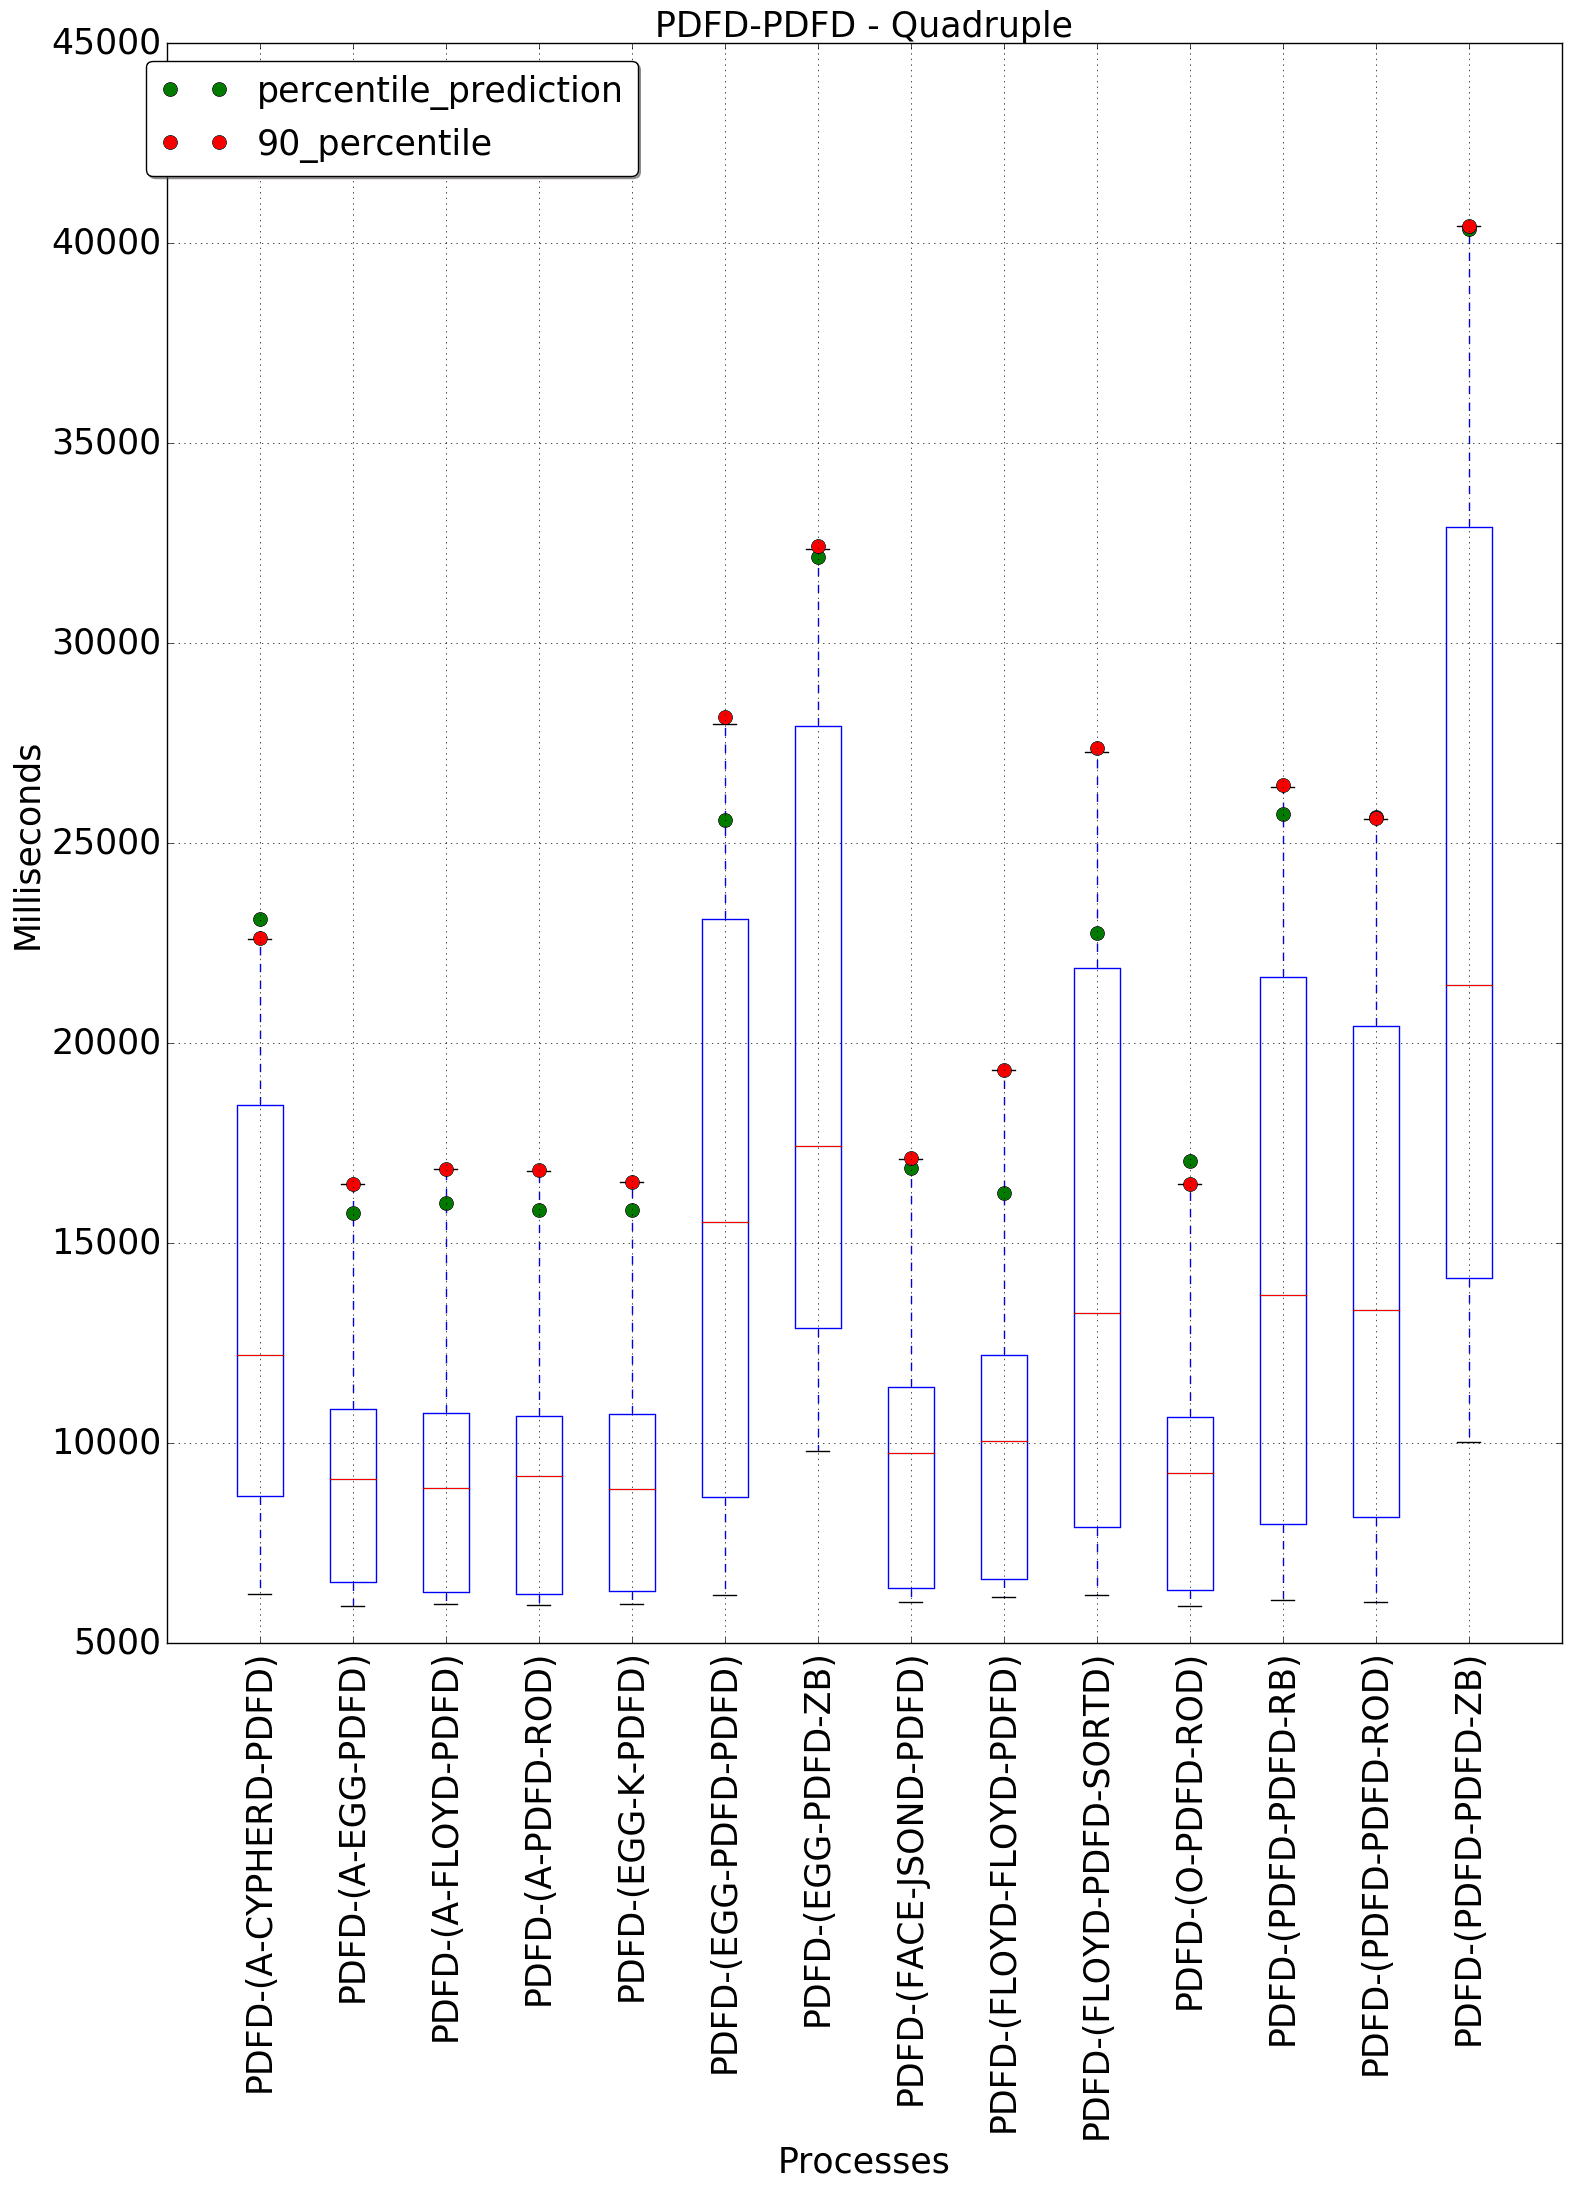 PDFD-PDFD - Quadruple
percentile_prediction
90_percentile
45000
40000
35000
30000
25000
20000
15000
10000
5000
Milliseconds
PDFD-(A-CYPHERD-PDFD)
PDFD-(A-EGG-PDFD)
PDFD-(A-FLOYD-PDFD)
PDFD-(A-PDFD-ROD)
PDFD-(EGG-K-PDFD)
PDFD-(EGG-PDFD-PDFD)
PDFD-(EGG-PDFD-ZB)
PDFD-(FACE-JSOND-PDFD)
PDFD-(FLOYD-FLOYD-PDFD)
PDFD-(FLOYD-PDFD-SORTD)
PDFD-(O-PDFD-ROD)
PDFD-(PDFD-PDFD-RB)
PDFD-(PDFD-PDFD-ROD)
PDFD-(PDFD-PDFD-ZB)
Processes